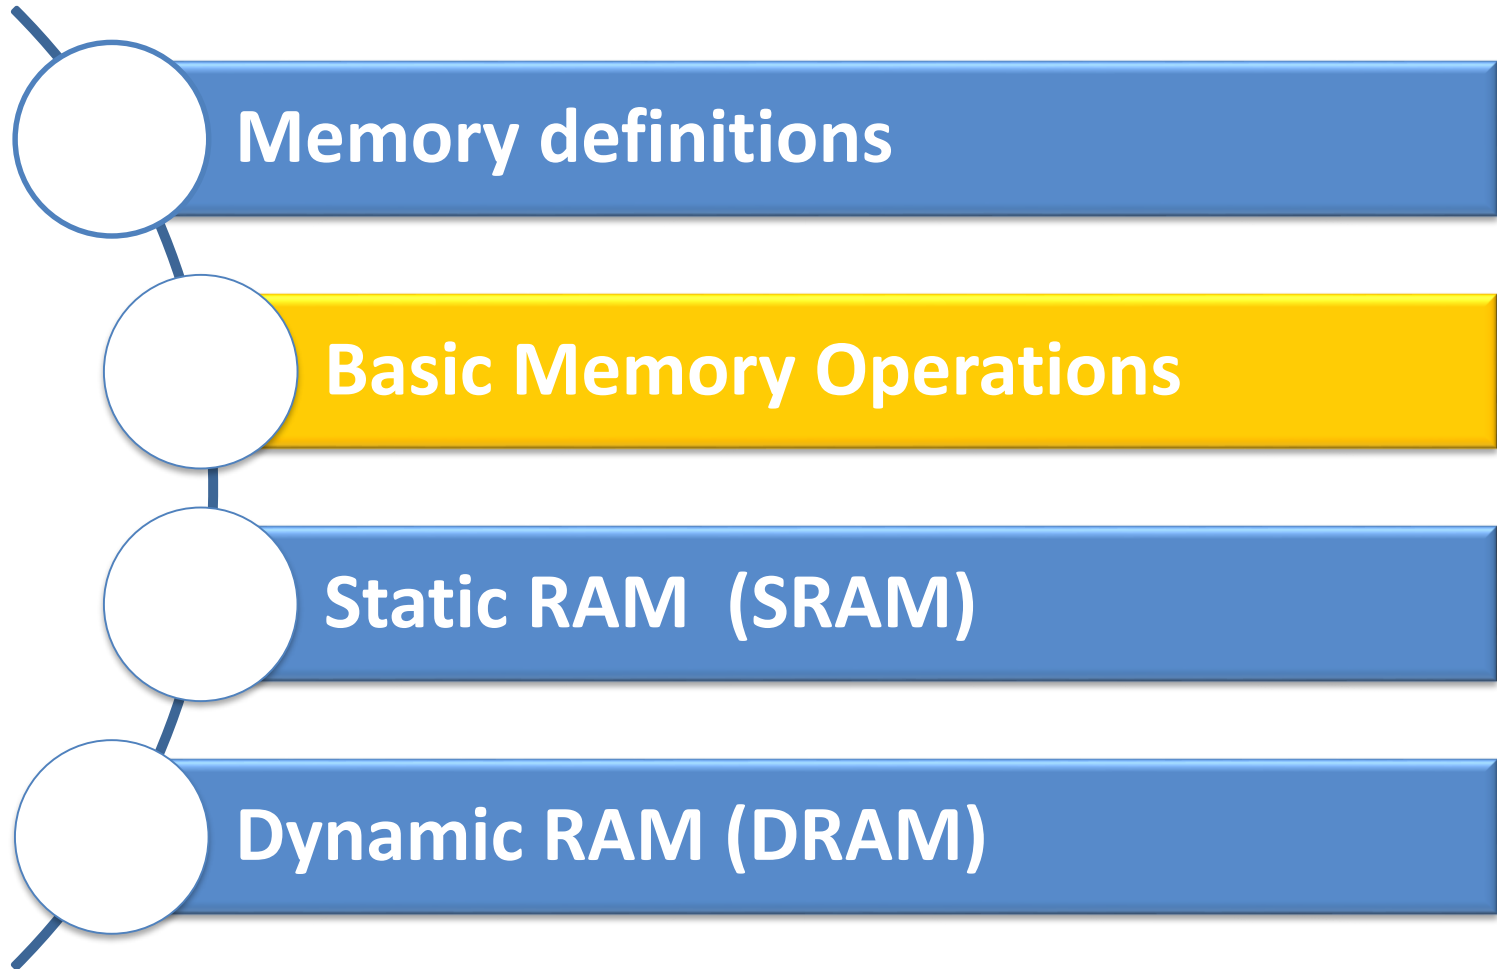 Memory definitions
Basic Memory Operations
Static RAM  (SRAM)
Dynamic RAM (DRAM)